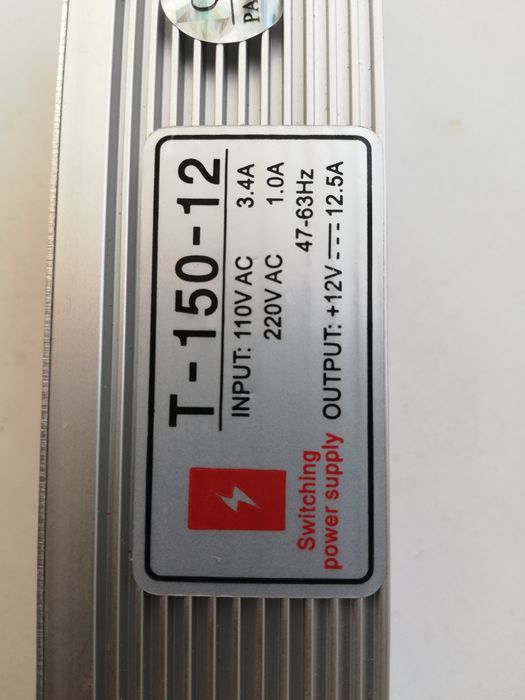 T-150-12
INPUT: 110V AC 3.4A
220V AC 1.0A
47-63Hz
OUTPUT: +12V⎓12.5A
Switching
power supply